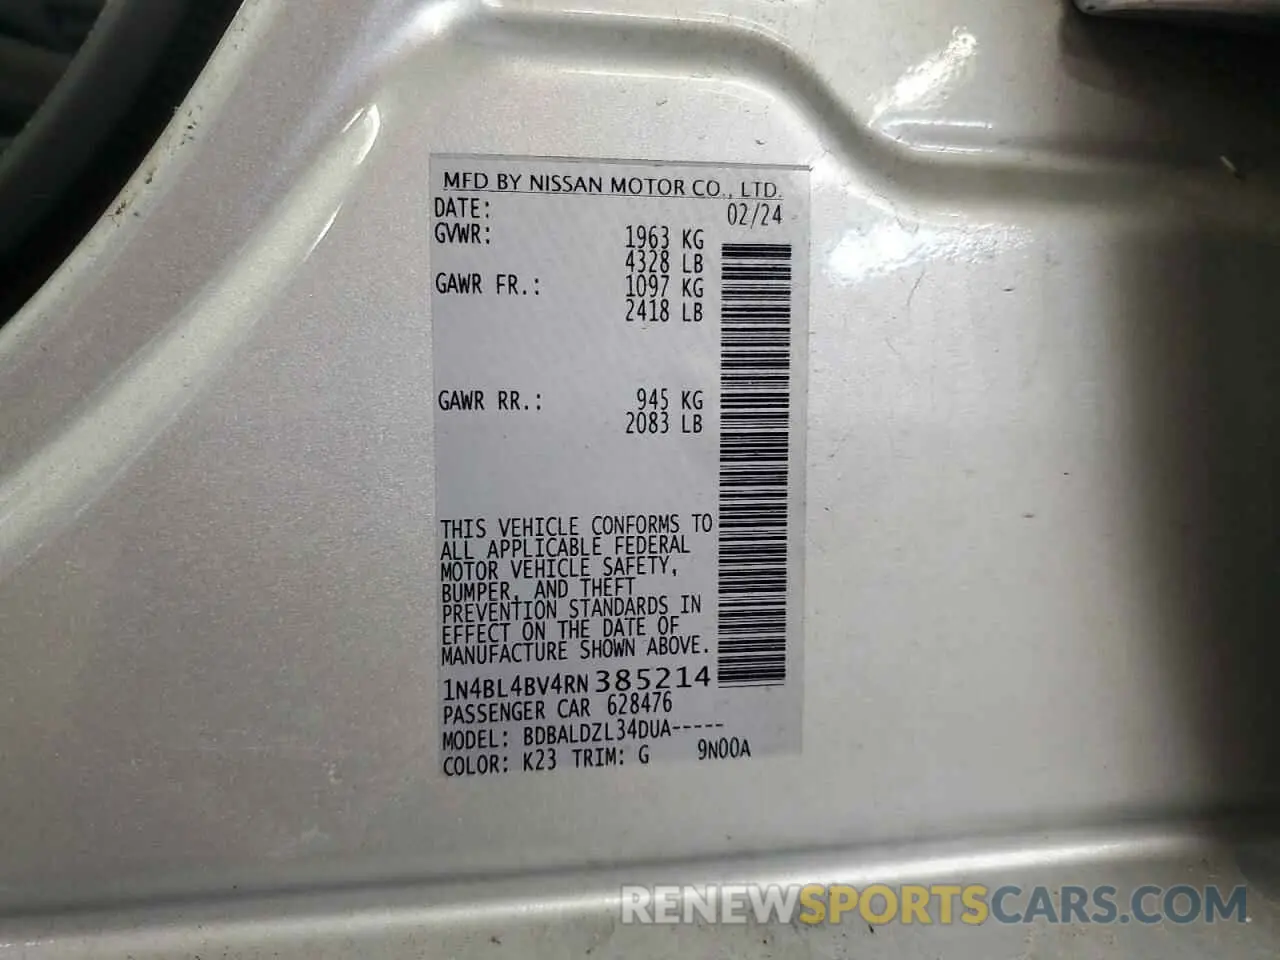 MFD BY NISSAN MOTOR CO., LTD.
DATE: 02/24
GVWR: 1963 KG
4328 LB
GAWR FR.: 1097 KG
2418 LB
GAWR RR.: 945 KG
2083 LB
THIS VEHICLE CONFORMS TO
ALL APPLICABLE FEDERAL
MOTOR VEHICLE SAFETY,
BUMPER, AND THEFT
PREVENTION STANDARDS IN
EFFECT ON THE DATE OF
MANUFACTURE SHOWN ABOVE.
1N4BL4BV4RN385214
PASSENGER CAR 628476
MODEL: BDBALDZL34DUA-----
COLOR: K23 TRIM: G 9N00A
RENEWSPORTSCARS.COM